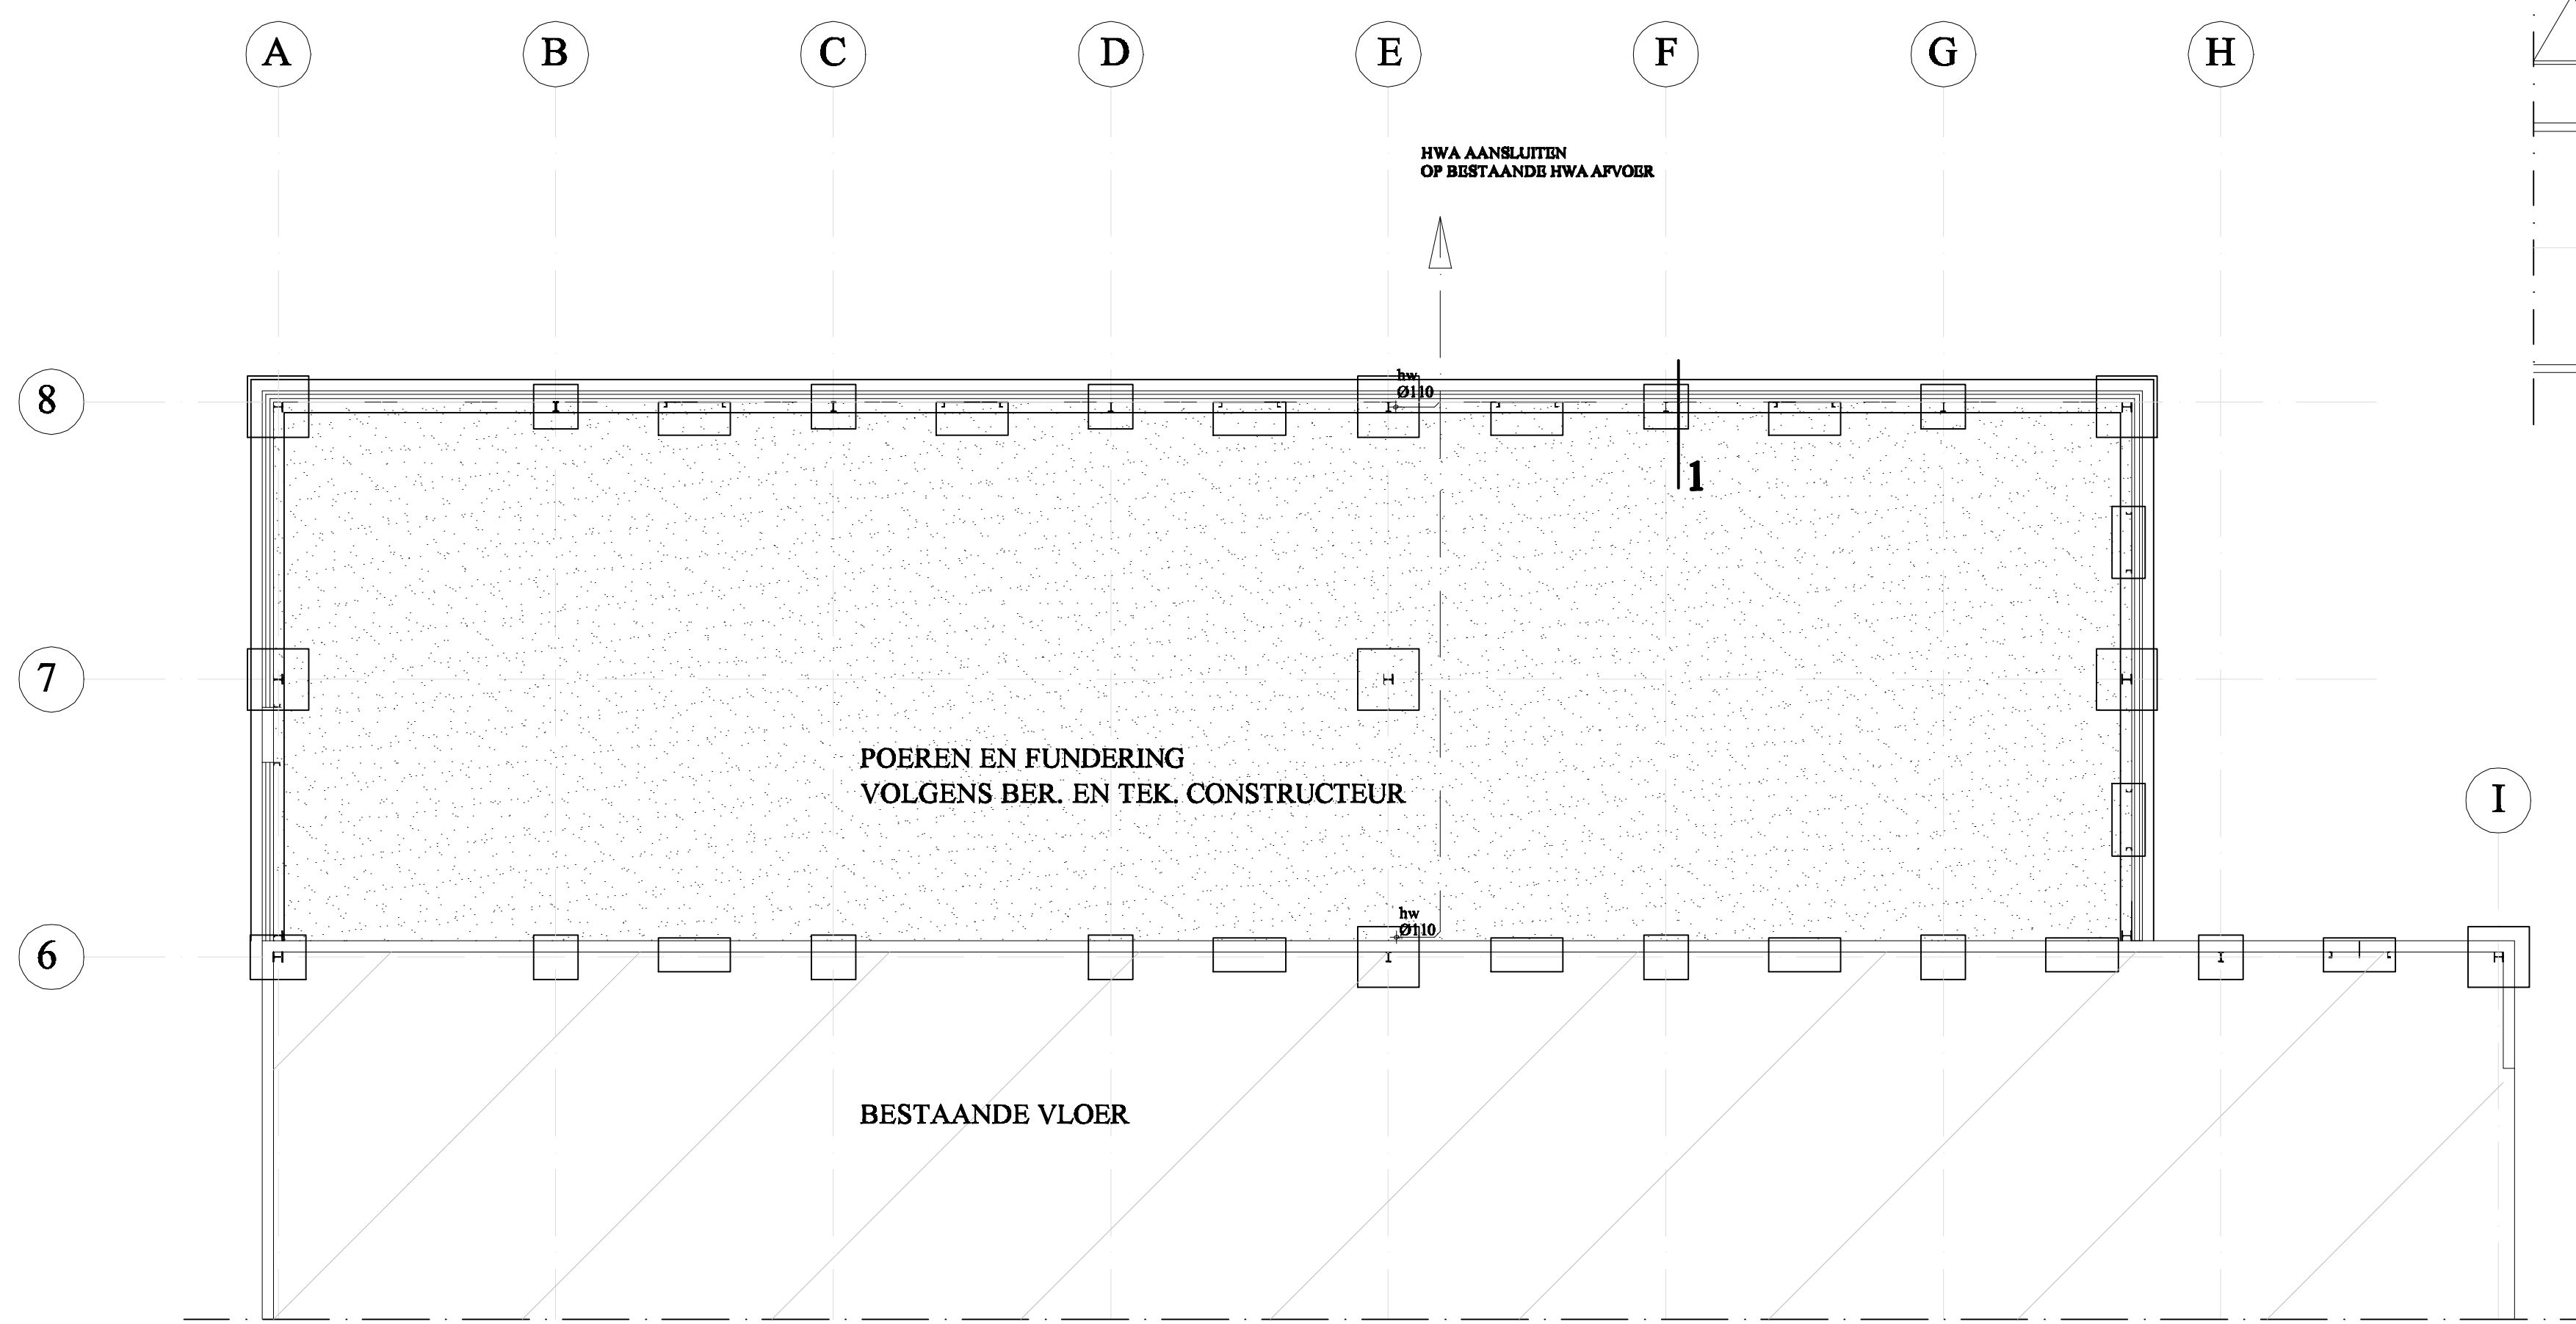 A B C D E F G H
HWA AANSLUITEN
OP BESTAANDE HWA AFVOER
8
hw
Ø110
1
7
POEREN EN FUNDERING
VOLGENS BER. EN TEK. CONSTRUCTEUR
I
hw
Ø110
6
BESTAANDE VLOER